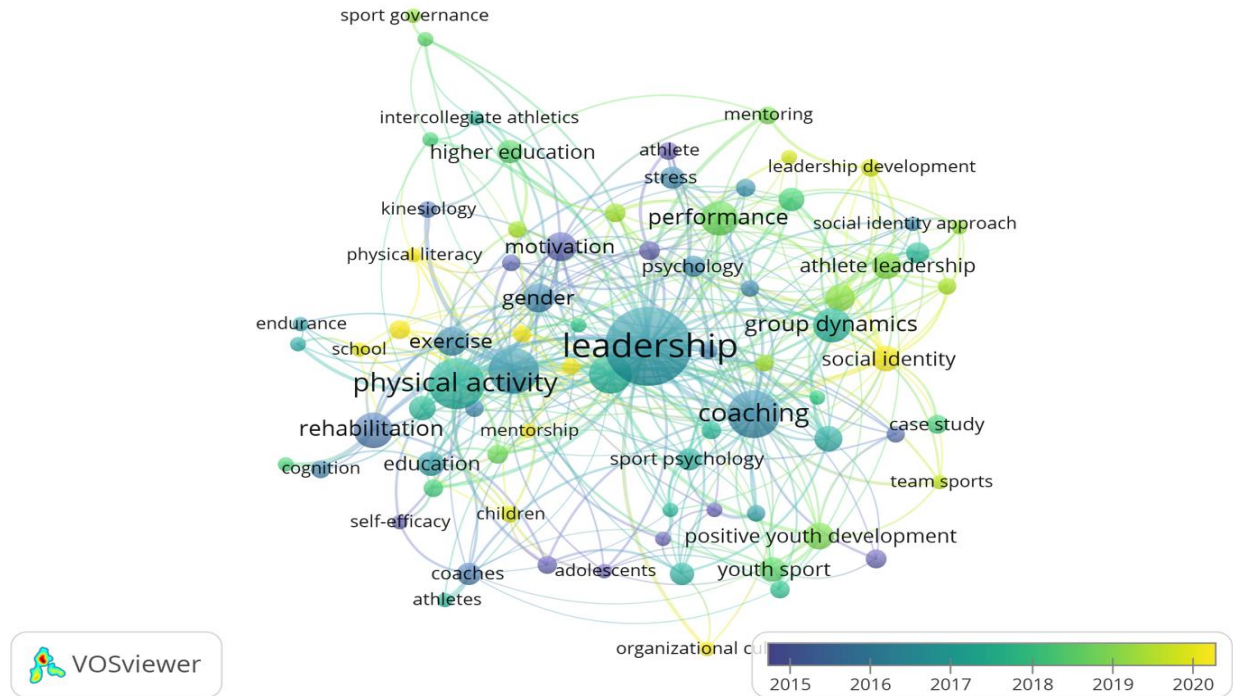 sport governance
intercollegiate athletics
mentoring
higher education
athlete
leadership development
stress
kinesiology
performance
social identity approach
physical literacy
motivation
psychology
athlete leadership
gender
endurance
group dynamics
school
exercise
leadership
social identity
physical activity
coaching
rehabilitation
mentorship
case study
cognition
education
sport psychology
team sports
self-efficacy
children
positive youth development
coaches
adolescents
youth sport
athletes
organizational cul
VOSviewer
2015 2016 2017 2018 2019 2020